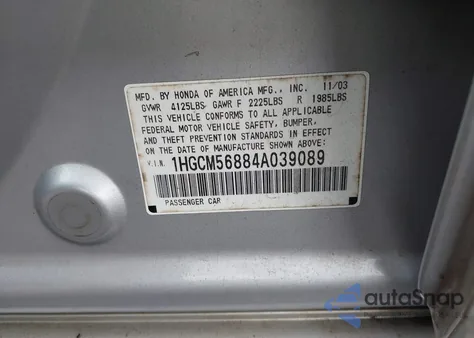 MFD. BY HONDA OF AMERICA MFG., INC. 11/03
GVWR 4125LBS GAWR F 2225LBS R 1985LBS
THIS VEHICLE CONFORMS TO ALL APPLICABLE
FEDERAL MOTOR VEHICLE SAFETY, BUMPER,
AND THEFT PREVENTION STANDARDS IN EFFECT
ON THE DATE OF MANUFACTURE SHOWN ABOVE.
V.I.N. 1HGCM56884A039089
PASSENGER CAR
autoSnap